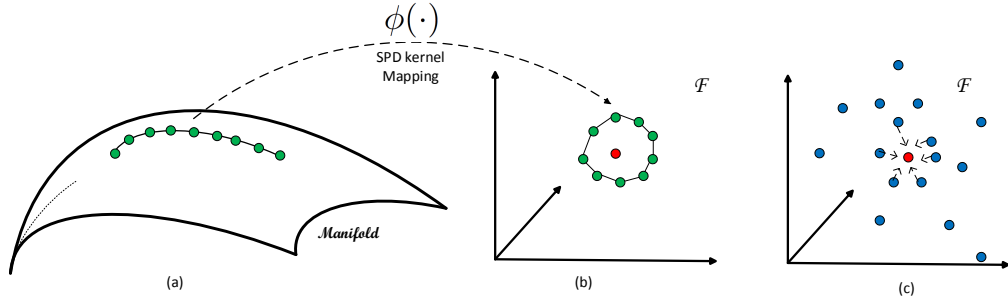 ϕ(·)
SPD kernel
Mapping
ℱ
ℱ
Manifold
(a)
(b)
(c)